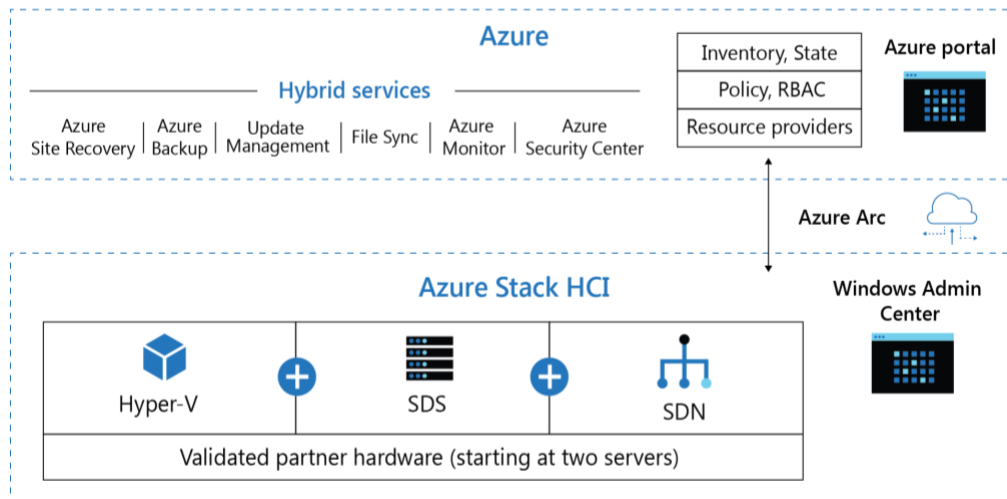 Azure
Hybrid services
Azure
Site Recovery
Azure
Backup
Update
Management
File Sync
Azure
Monitor
Azure
Security Center
Inventory, State
Policy, RBAC
Resource providers
Azure portal
Azure Arc
Azure Stack HCI
Windows Admin
Center
Hyper-V
SDS
SDN
Validated partner hardware (starting at two servers)